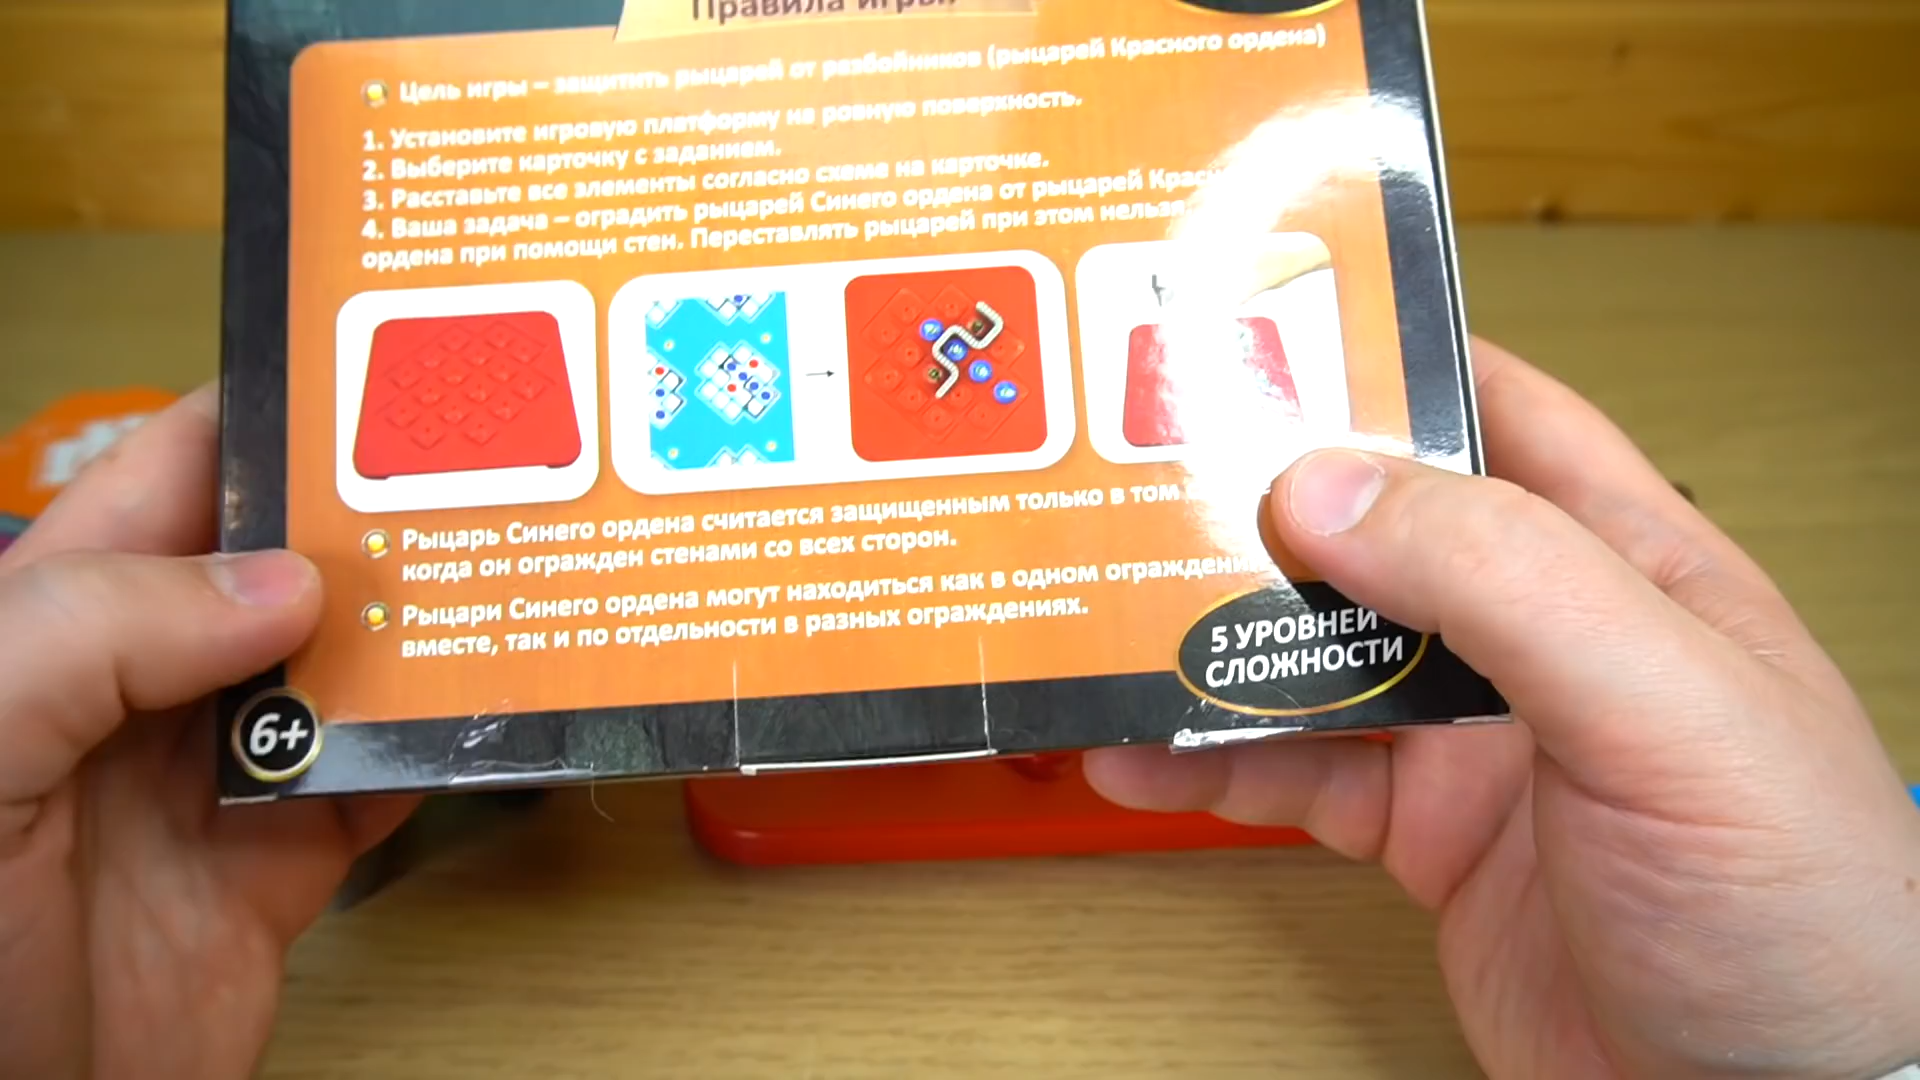 Правила игры
Цель игры – защитить рыцарей от разбойников (рыцарей Красного ордена)
1. Установите игровую платформу на ровную поверхность.
2. Выберите карточку с заданием.
3. Расставьте все элементы согласно схеме на карточке.
4. Ваша задача – оградить рыцарей Синего ордена от рыцарей
ордена при помощи стен. Переставлять рыцарей при этом нельзя
Рыцарь Синего ордена считается защищенным только в том
когда он огражден стенами со всех сторон.
Рыцари Синего ордена могут находиться как в одном
вместе, так и по отдельности в разных ограждениях.
5 УРОВНЕЙ
СЛОЖНОСТИ
6+